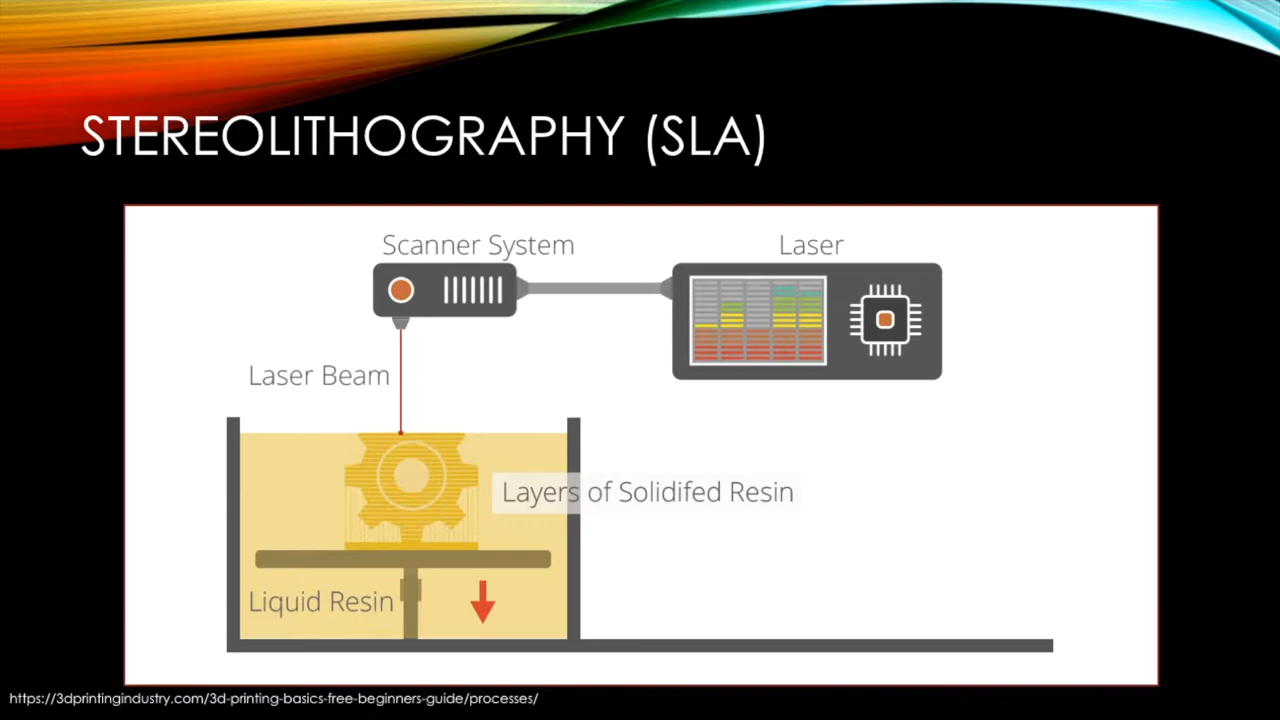 STEREOLITHOGRAPHY (SLA)
Scanner System
Laser
Laser Beam
Layers of Solidifed Resin
Liquid Resin
https://3dprintingindustry.com/3d-printing-basics-free-beginners-guide/processes/